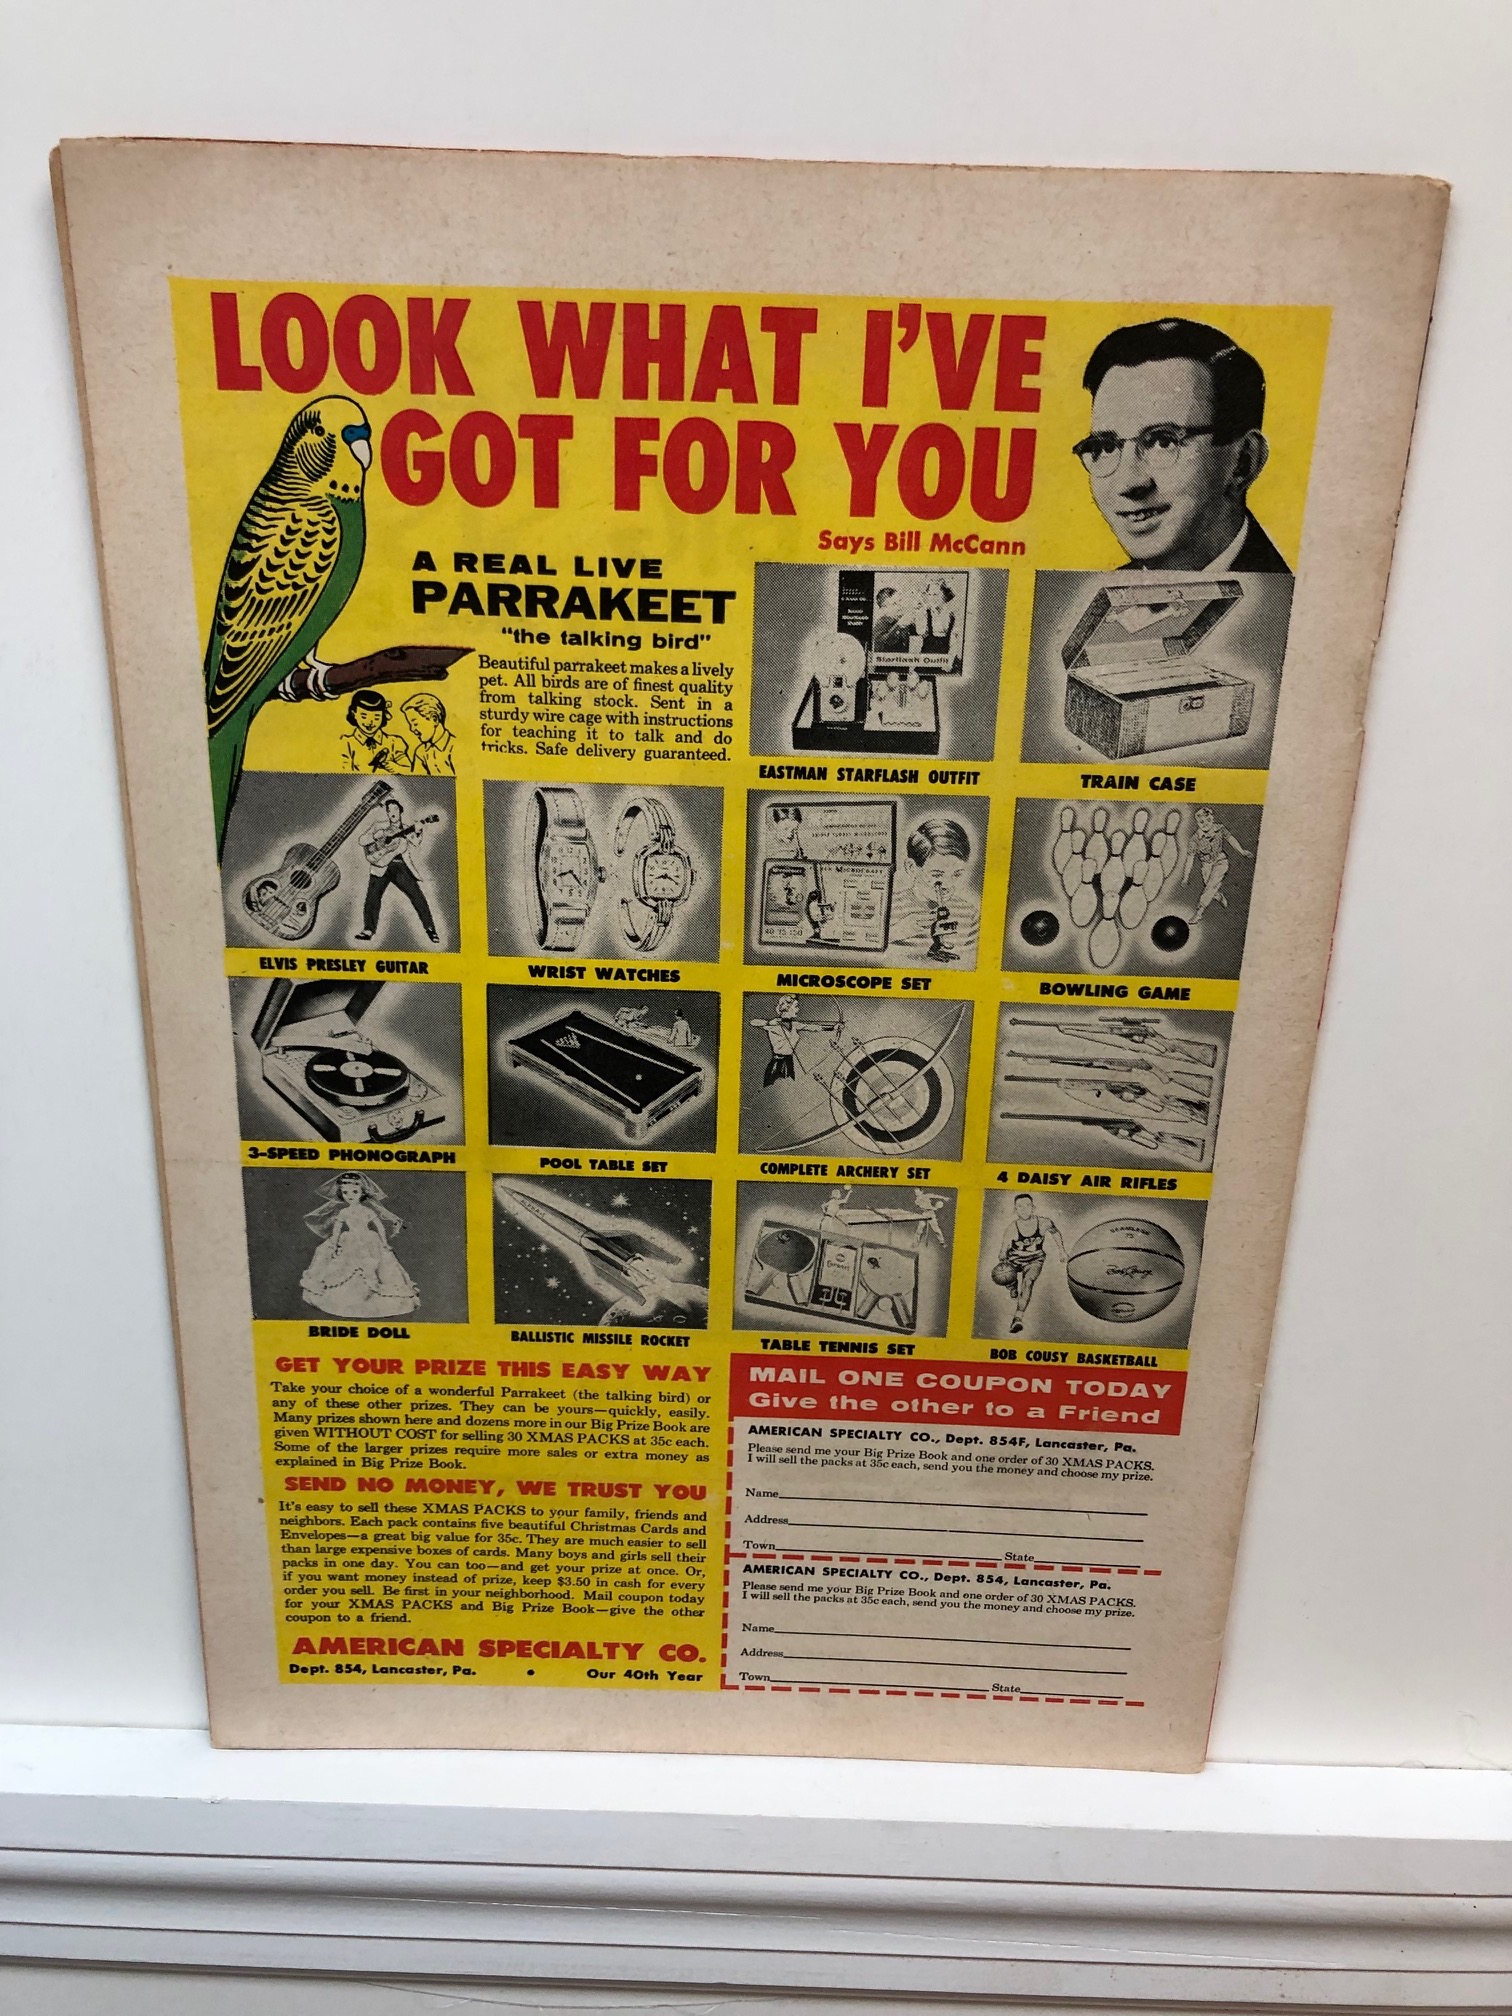 LOOK WHAT I'VE
GOT FOR YOU
Says Bill McCann
A REAL LIVE
PARRAKEET
"the talking bird"
Beautiful parrakeet makes a lively
pet. All birds are of finest quality
from talking stock. Sent in a
sturdy wire cage with instructions
for teaching it to talk and do
tricks. Safe delivery guaranteed.
Starflash Outfit
EASTMAN STARFLASH OUTFIT
TRAIN CASE
ELVIS PRESLEY GUITAR
WRIST WATCHES
MICROCRAFT
MICROSCOPE SET
BOWLING GAME
3-SPEED PHONOGRAPH
POOL TABLE SET
COMPLETE ARCHERY SET
4 DAISY AIR RIFLES
BRIDE DOLL
BALLISTIC MISSILE ROCKET
TABLE TENNIS SET
SEAMLESS
Bob Cousy
BOB COUSY BASKETBALL
GET YOUR PRIZE THIS EASY WAY
Take your choice of a wonderful Parrakeet (the talking bird) or
any of these other prizes. They can be yours—quickly, easily.
Many prizes shown here and dozens more in our Big Prize Book are
given WITHOUT COST for selling 30 XMAS PACKS at 35c each.
Some of the larger prizes require more sales or extra money as
explained in Big Prize Book.
SEND NO MONEY, WE TRUST YOU
It's easy to sell these XMAS PACKS to your family, friends and
neighbors. Each pack contains five beautiful Christmas Cards and
Envelopes—a great big value for 35c. They are much easier to sell
than large expensive boxes of cards. Many boys and girls sell their
packs in one day. You can too—and get your prize at once. Or,
if you want money instead of prize, keep $3.50 in cash for every
order you sell. Be first in your neighborhood. Mail coupon today
for your XMAS PACKS and Big Prize Book—give the other
coupon to a friend.
AMERICAN SPECIALTY CO.
Dept. 854, Lancaster, Pa. • Our 40th Year
MAIL ONE COUPON TODAY
Give the other to a Friend
AMERICAN SPECIALTY CO., Dept. 854F, Lancaster, Pa.
Please send me your Big Prize Book and one order of 30 XMAS PACKS.
I will sell the packs at 35c each, send you the money and choose my prize.
Name
Address
Town State
AMERICAN SPECIALTY CO., Dept. 854, Lancaster, Pa.
Please send me your Big Prize Book and one order of 30 XMAS PACKS.
I will sell the packs at 35c each, send you the money and choose my prize.
Name
Address
Town State